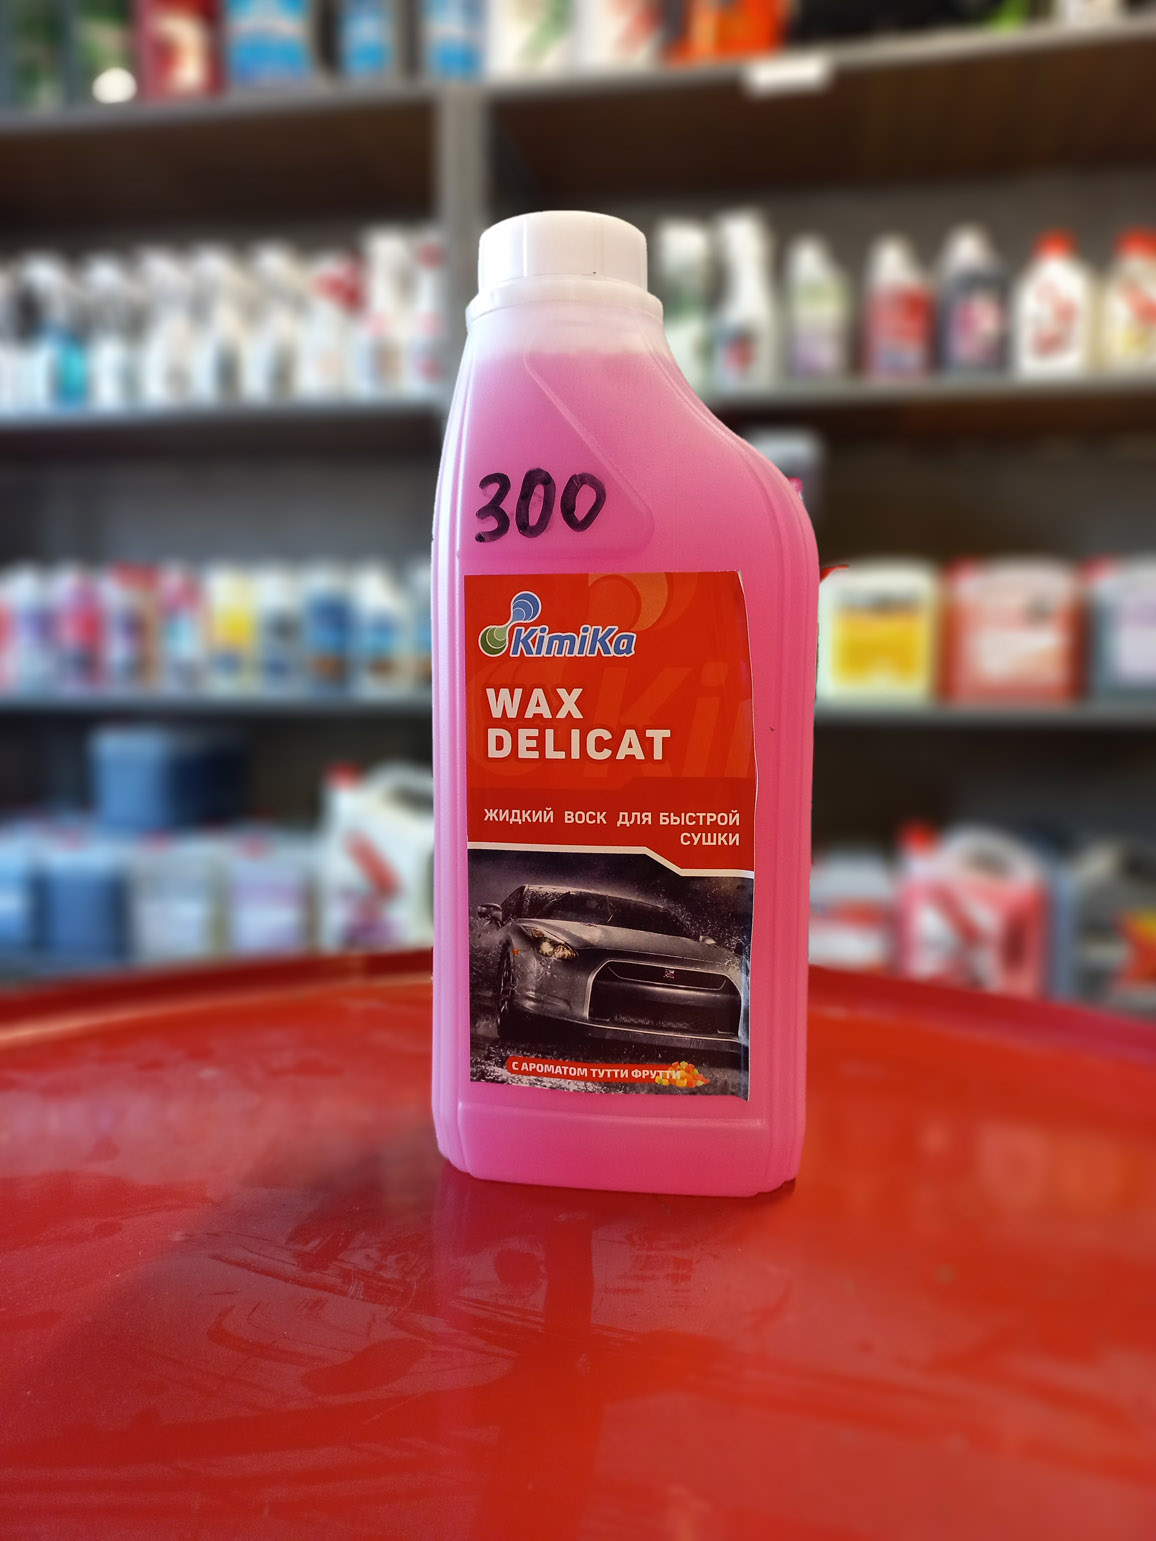 300
KimiKa
WAX
DELICAT
ЖИДКИЙ ВОСК ДЛЯ БЫСТРОЙ
СУШКИ
С АРОМАТОМ ТУТТИ ФРУТТИ